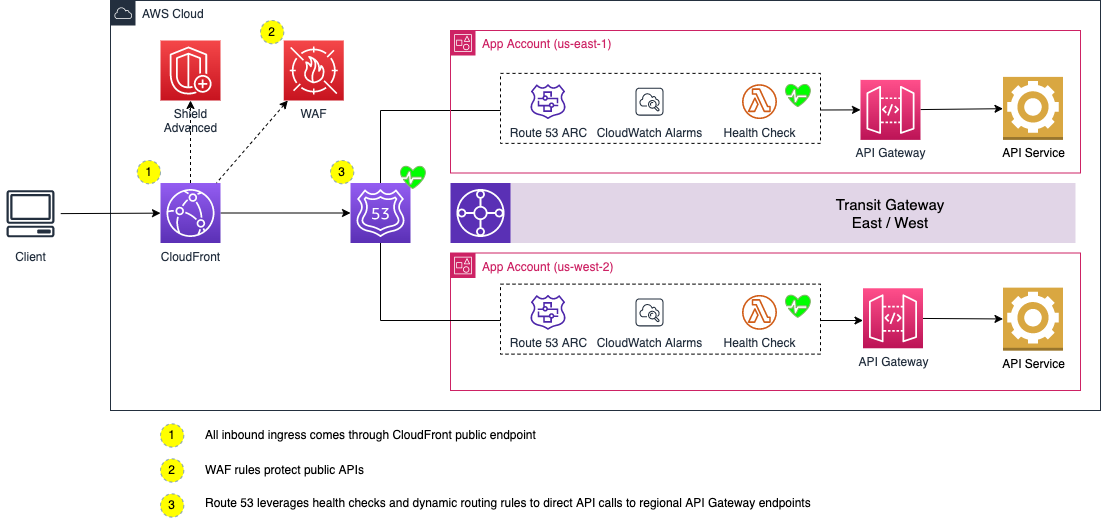 AWS Cloud
2
App Account (us-east-1)
Shield
Advanced
WAF
Route 53 ARC
CloudWatch Alarms
Health Check
API Gateway
API Service
1
3
53
Client
CloudFront
Transit Gateway
East / West
App Account (us-west-2)
Route 53 ARC
CloudWatch Alarms
Health Check
API Gateway
API Service
1 All inbound ingress comes through CloudFront public endpoint
2 WAF rules protect public APIs
3 Route 53 leverages health checks and dynamic routing rules to direct API calls to regional API Gateway endpoints